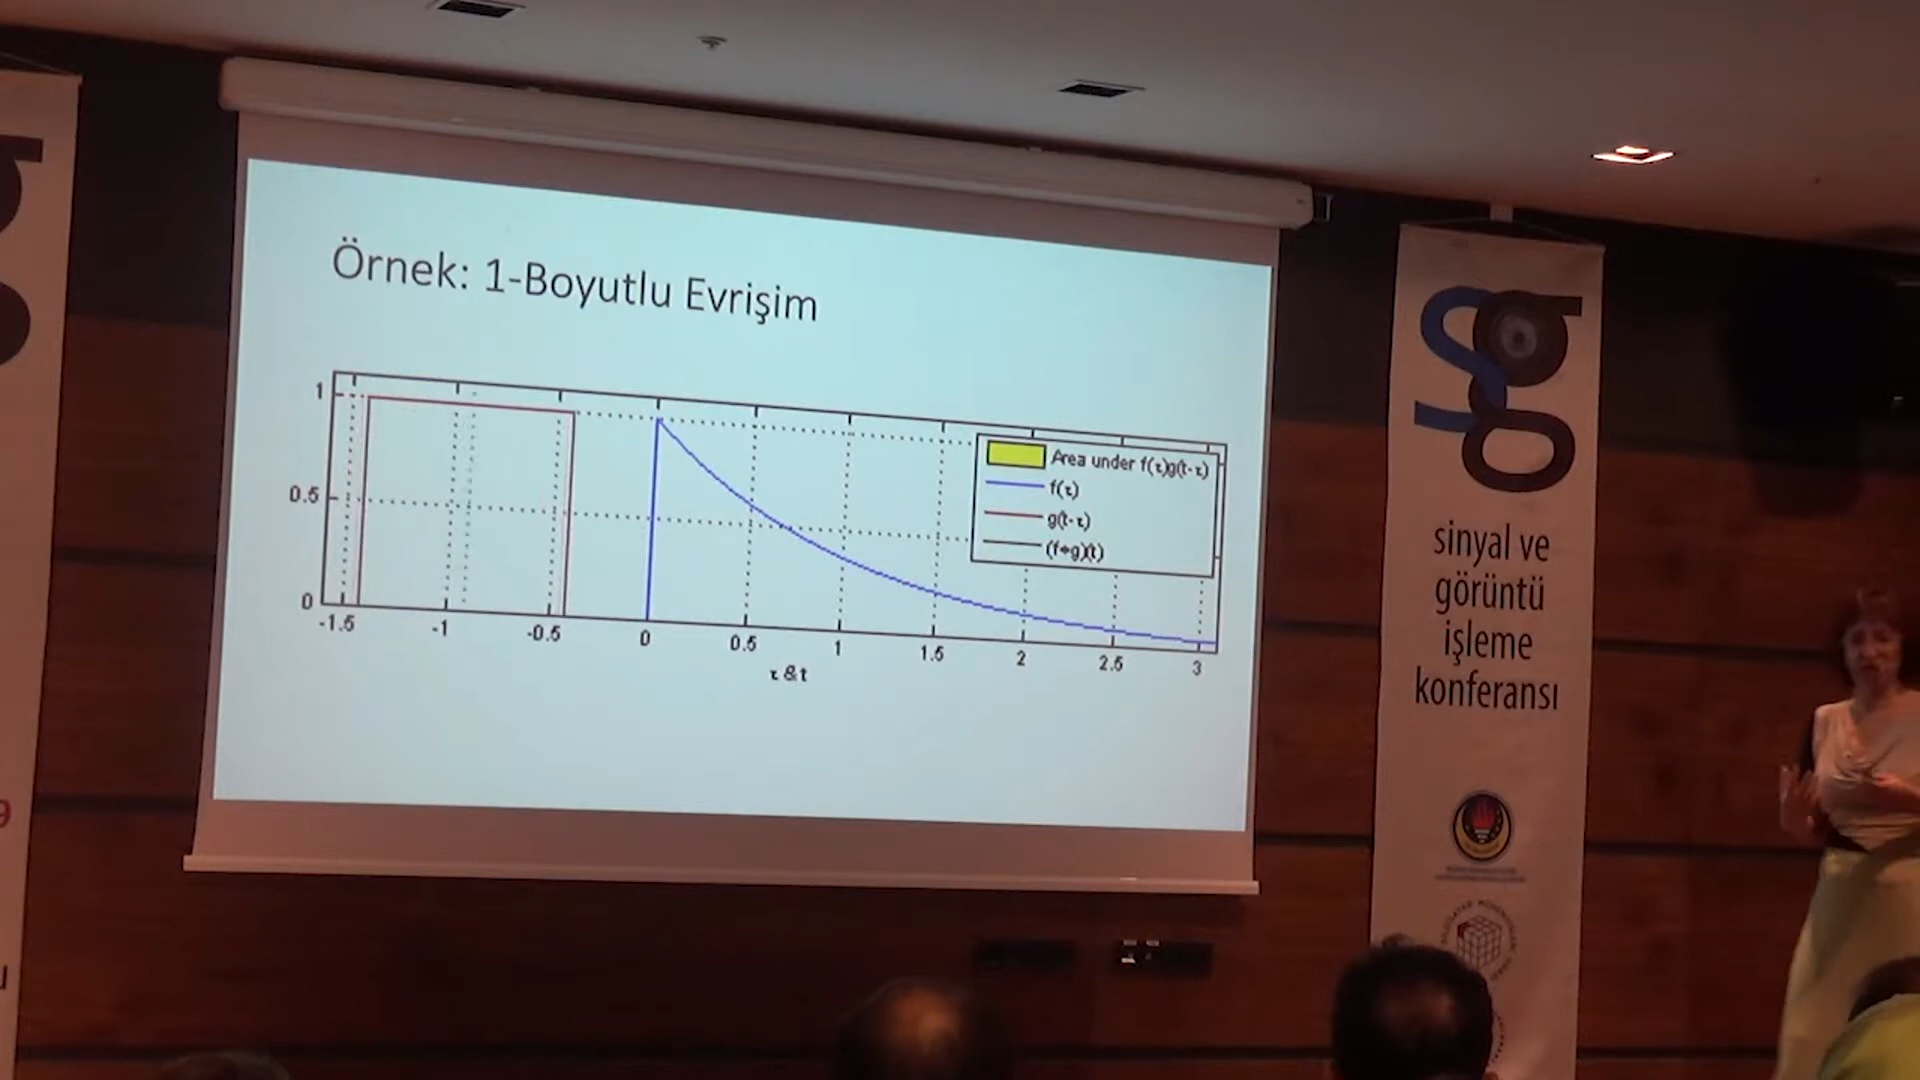 Örnek: 1-Boyutlu Evrişim
1
0.5
0
-1.5
-1
-0.5
0
0.5
1
1.5
2
2.5
3
τ & t
Area under f(τ)g(t-τ)
f(τ)
g(t-τ)
(f∗g)(t)
sinyal ve
görüntü
işleme
konferansı
9